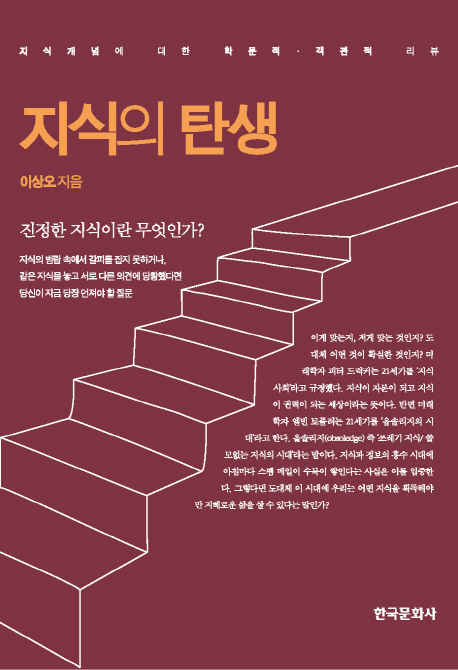 지식개념에 대한 학문적·객관적 리뷰
지식의 탄생
이상오 지음
진정한 지식이란 무엇인가?
지식의 범람 속에서 갈피를 잡지 못하거나,
같은 지식을 놓고 서로 다른 의견에 당황했다면
당신이 지금 당장 던져야 할 질문
이게 맞는지, 저게 맞는 것인지? 도
대체 어떤 것이 확실한 것인지? 미
래학자 피터 드럭커는 21세기를 '지식
사회'라고 규정했다. 지식이 자본이 되고 지식
이 권력이 되는 세상이라는 뜻이다. 반면 미래
학자 앨빈 토플러는 21세기를 '옵솔리지의 시
대'라고 한다. 옵솔리지(obsoledge) 즉 '쓰레기 지식/ 쓸
모없는 지식의 시대'라는 말이다. 지식과 정보의 홍수 시대에
아침마다 스팸 메일이 수북이 쌓인다는 사실은 이를 입증한
다. 그렇다면 도대체 이 시대에 우리는 어떤 지식을 획득해야
만 지혜로운 삶을 살 수 있다는 말인가?
한국문화사